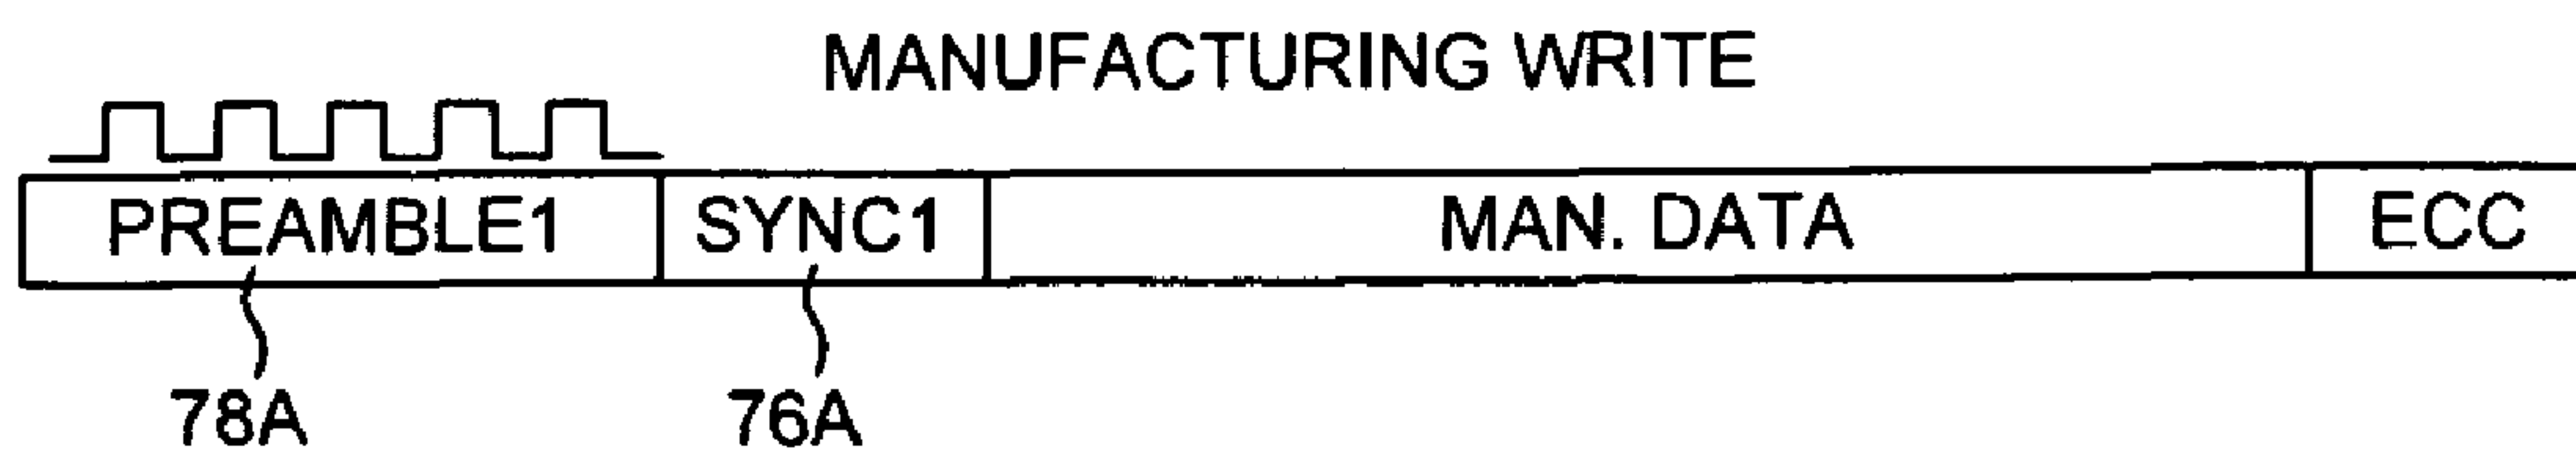 MANUFACTURING WRITE
PREAMBLE1 SYNC1 MAN. DATA ECC
78A 76A